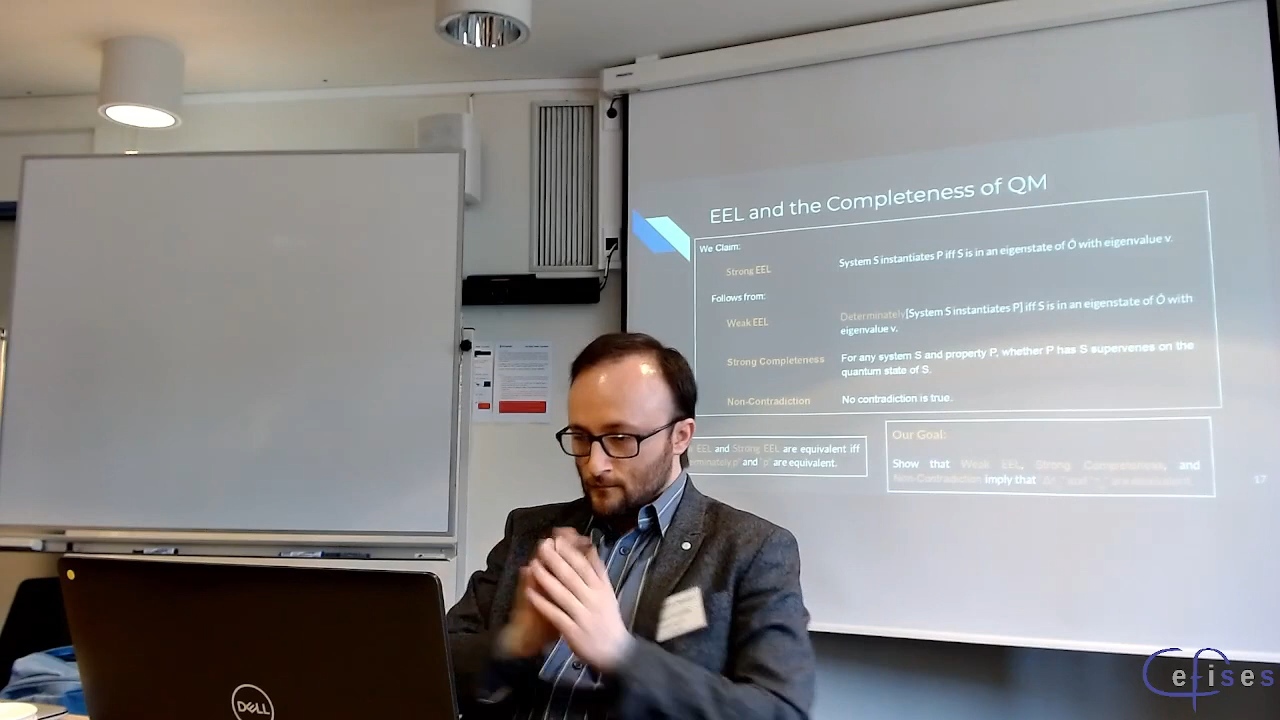 EEL and the Completeness of QM
We Claim:
Strong EEL
System S instantiates P iff S is in an eigenstate of Ô with eigenvalue v.
Follows from:
Weak EEL
Determinately[System S instantiates P] iff S is in an eigenstate of Ô with
eigenvalue v.
Strong Completeness
For any system S and property P, whether P has S supervenes on the
quantum state of S.
Non-Contradiction
No contradiction is true.
EEL and Strong EEL are equivalent iff
and "p" are equivalent.
Our Goal:
Show that Weak EEL, Strong Completeness, and
Non-Contradiction imply that
17
DELL
Cefises